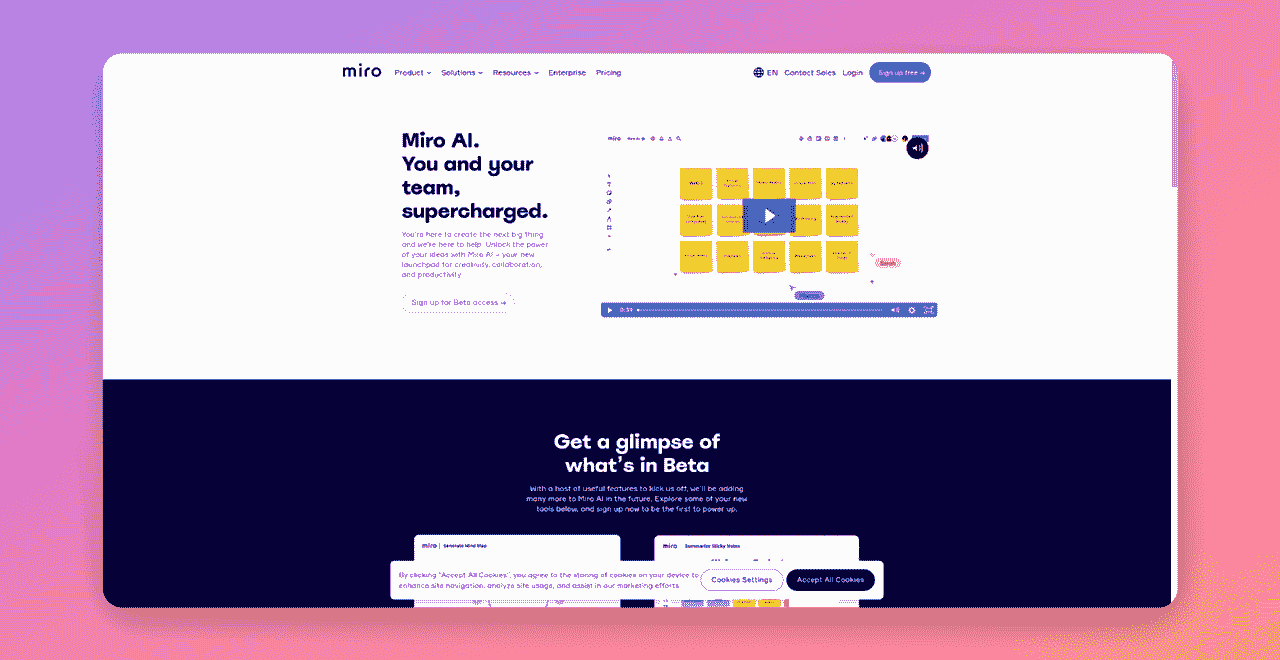 miro Product Solutions Resources Enterprise Pricing EN Contact Sales Login Sign up free →
Miro AI.
You and your
team,
supercharged.
You're here to create the next big thing
and we're here to help. Unlock the power
of your ideas with Miro AI – your new
launchpad for creativity, collaboration,
and productivity.
Sign up for Beta access →
miro
Sarah
Get a glimpse of
what's in Beta
With a host of useful features to kick us off, we'll be adding
many more to Miro AI in the future. Explore some of your new
tools below, and sign up now to be the first to power up.
miro | Generate Mind Map
miro Summarize Sticky Notes
By clicking "Accept All Cookies", you agree to the storing of cookies on your device to
enhance site navigation, analyze site usage, and assist in our marketing efforts.
Cookies Settings
Accept All Cookies